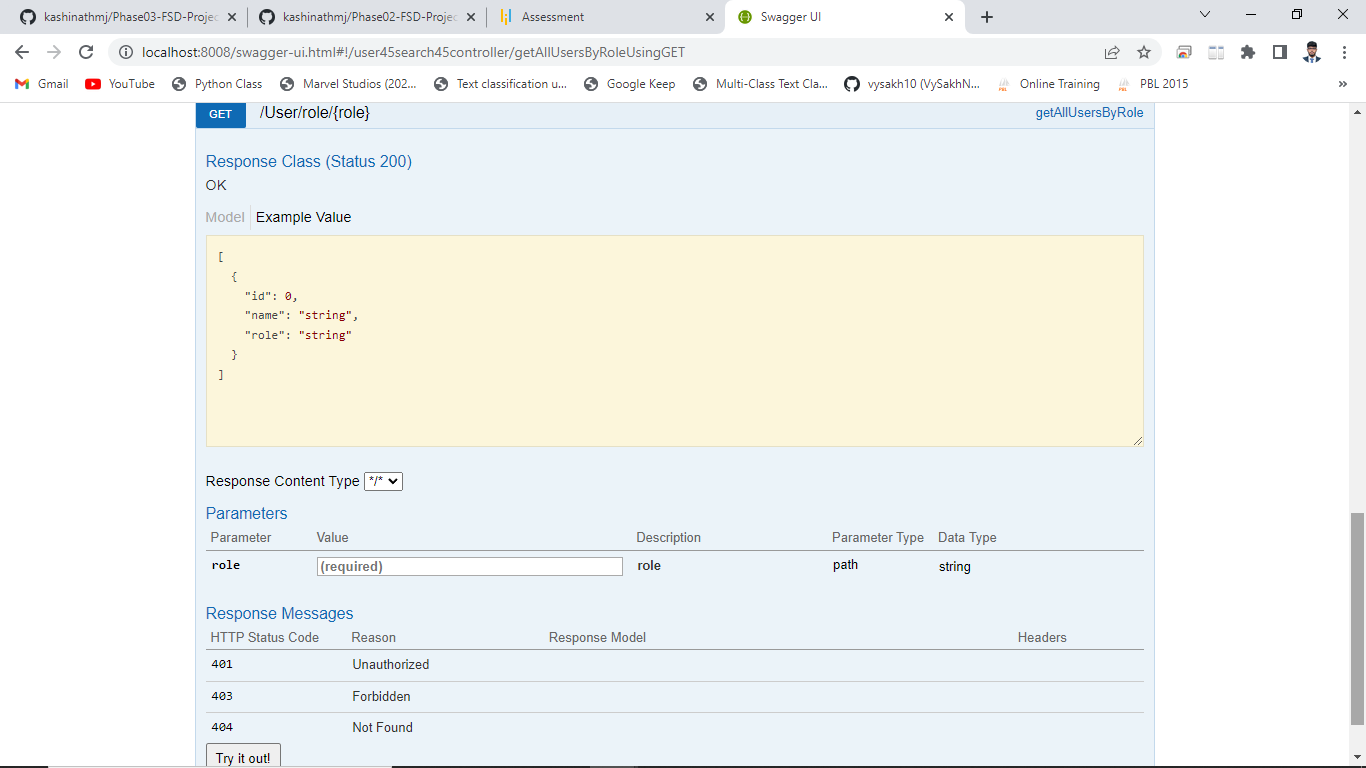 kashinathmj/Phase03-FSD-Projec
kashinathmj/Phase02-FSD-Projec
Assessment
Swagger UI
localhost:8008/swagger-ui.html#!/user45search45controller/getAllUsersByRoleUsingGET
Gmail YouTube Python Class Marvel Studios (202... Text classification u... Google Keep Multi-Class Text Cla... vysakh10 (VySakhN... Online Training PBL 2015 »
GET /User/role/{role} getAllUsersByRole
Response Class (Status 200)
OK
Model Example Value
[
{
"id": 0,
"name": "string",
"role": "string"
}
]
Response Content Type */*
Parameters
Parameter Value Description Parameter Type Data Type
role (required) role path string
Response Messages
HTTP Status Code Reason Response Model Headers
401 Unauthorized
403 Forbidden
404 Not Found
Try it out!